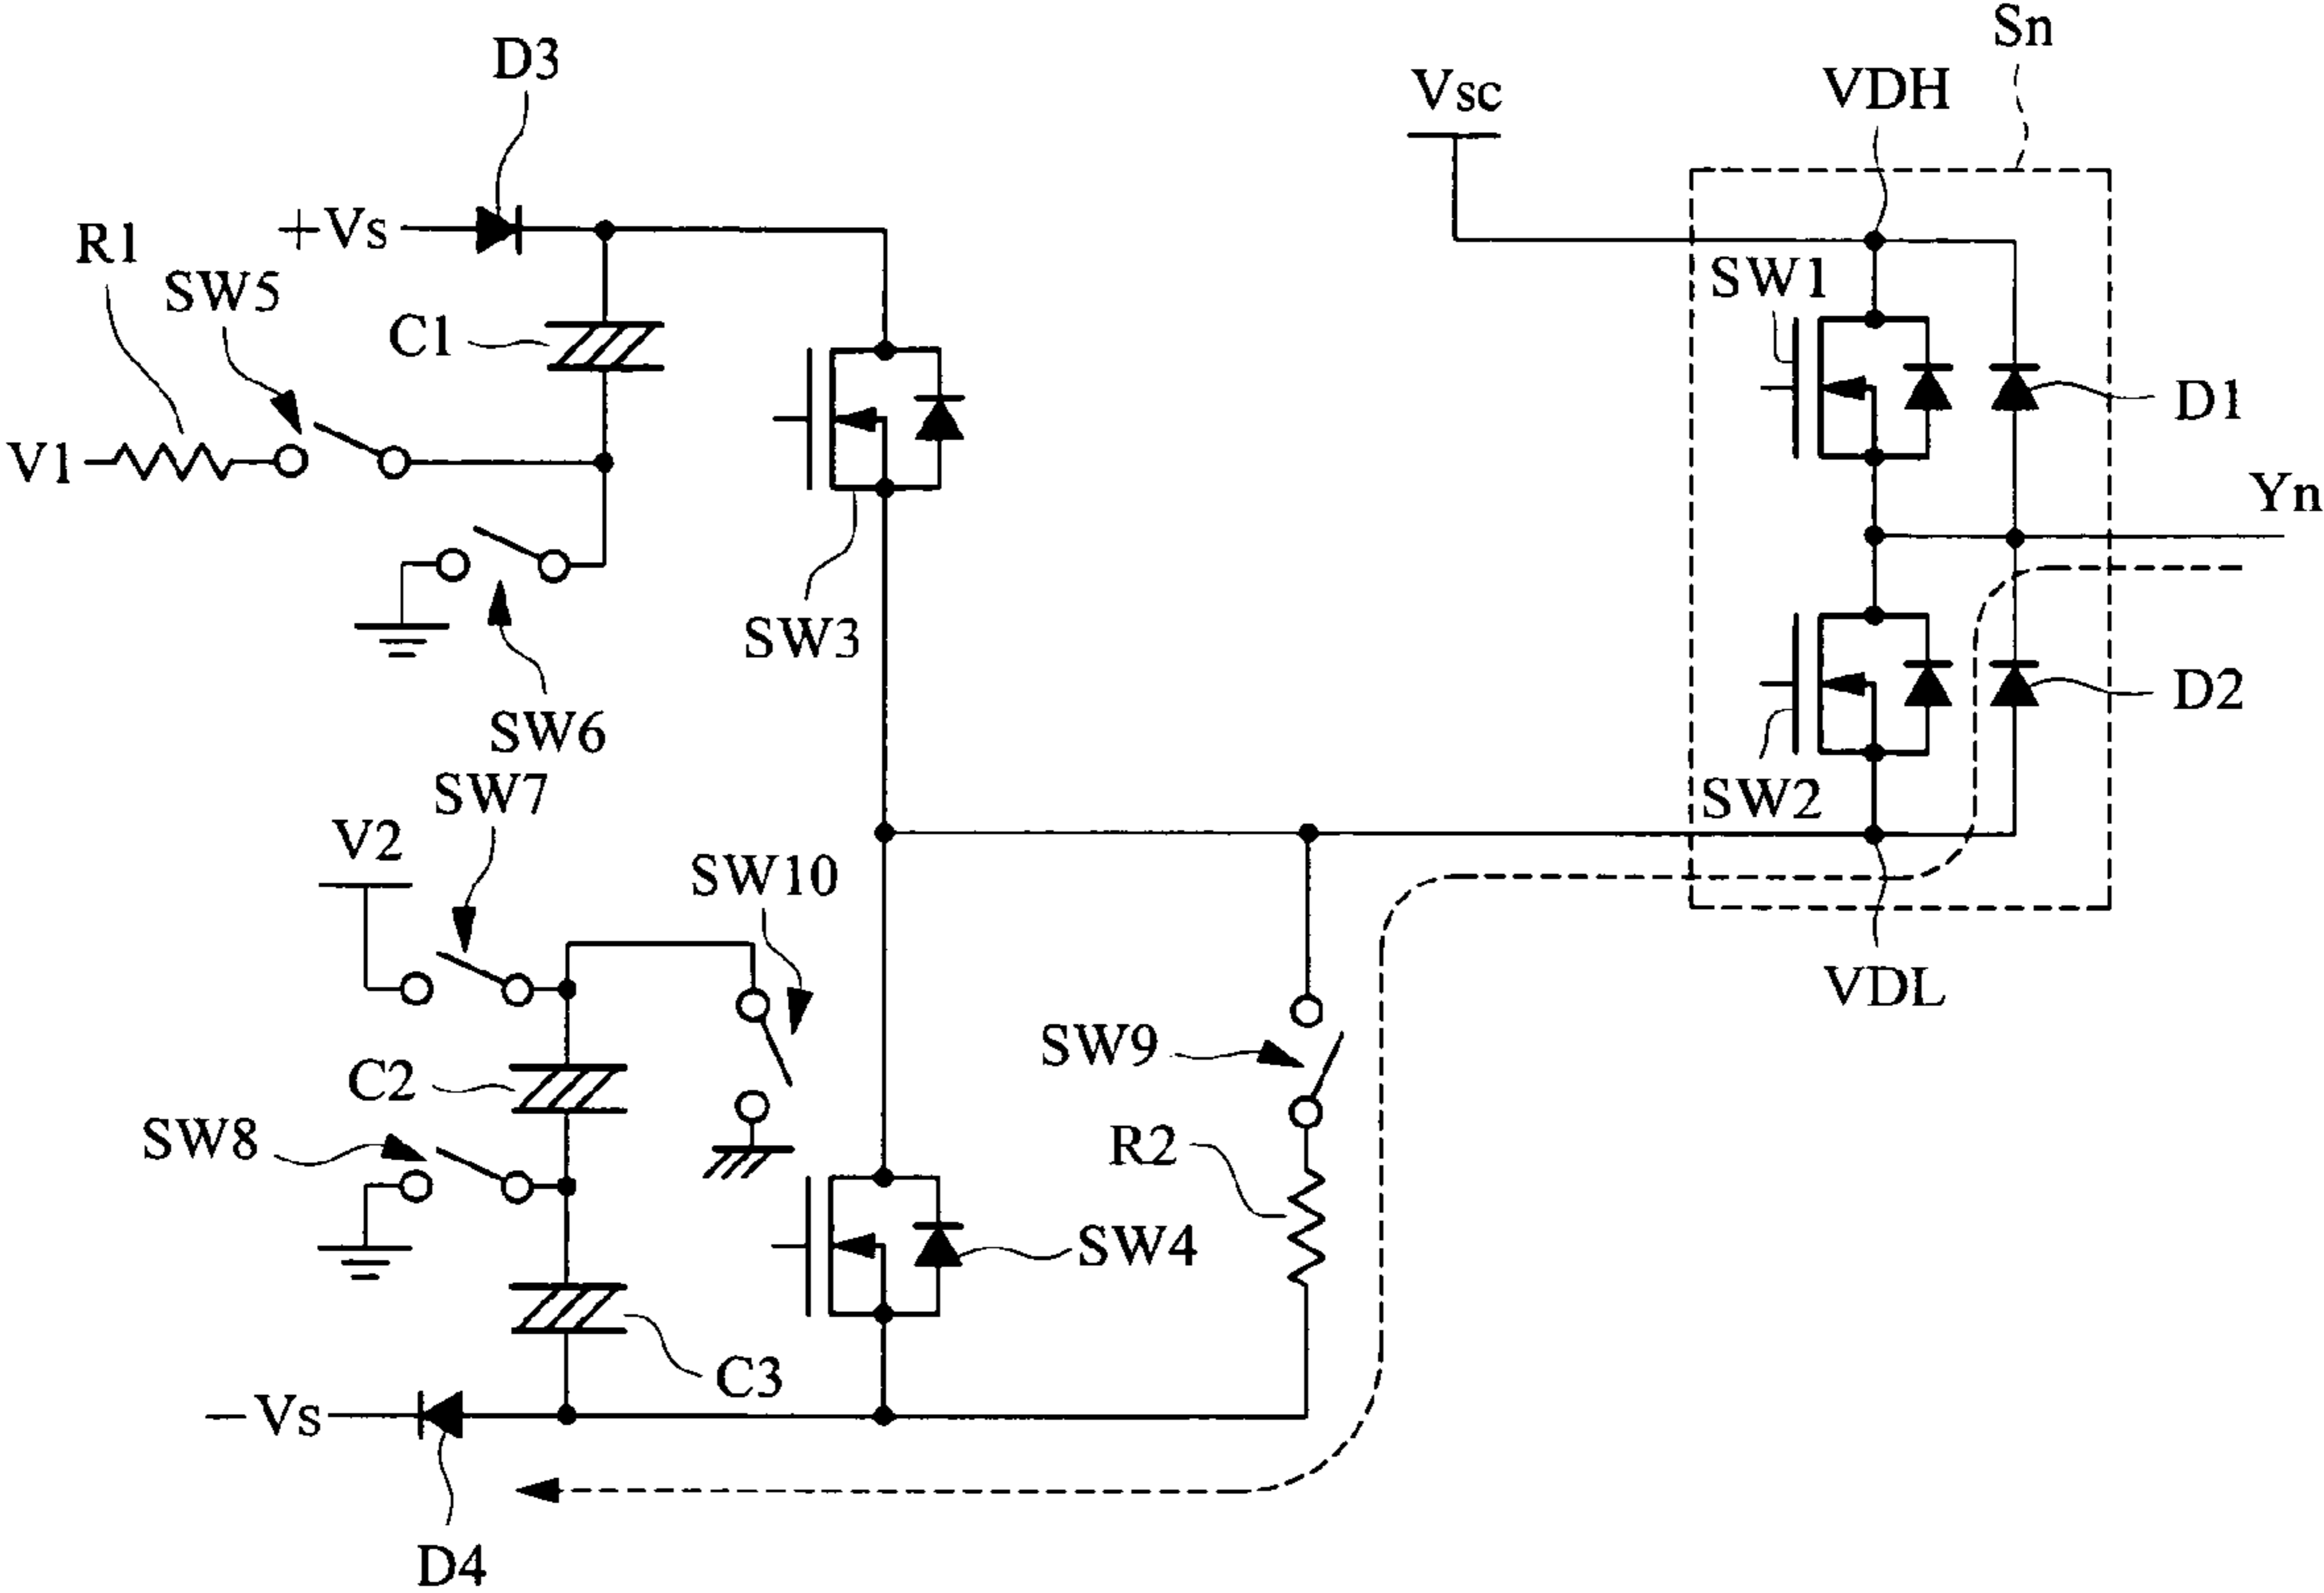 Sn
D3
VDH
Vsc
+Vs
R1
SW5
SW1
C1
D1
V1
Yn
SW3
D2
SW6
SW7
SW2
V2
SW10
VDL
SW9
C2
SW8
R2
SW4
C3
−Vs
D4